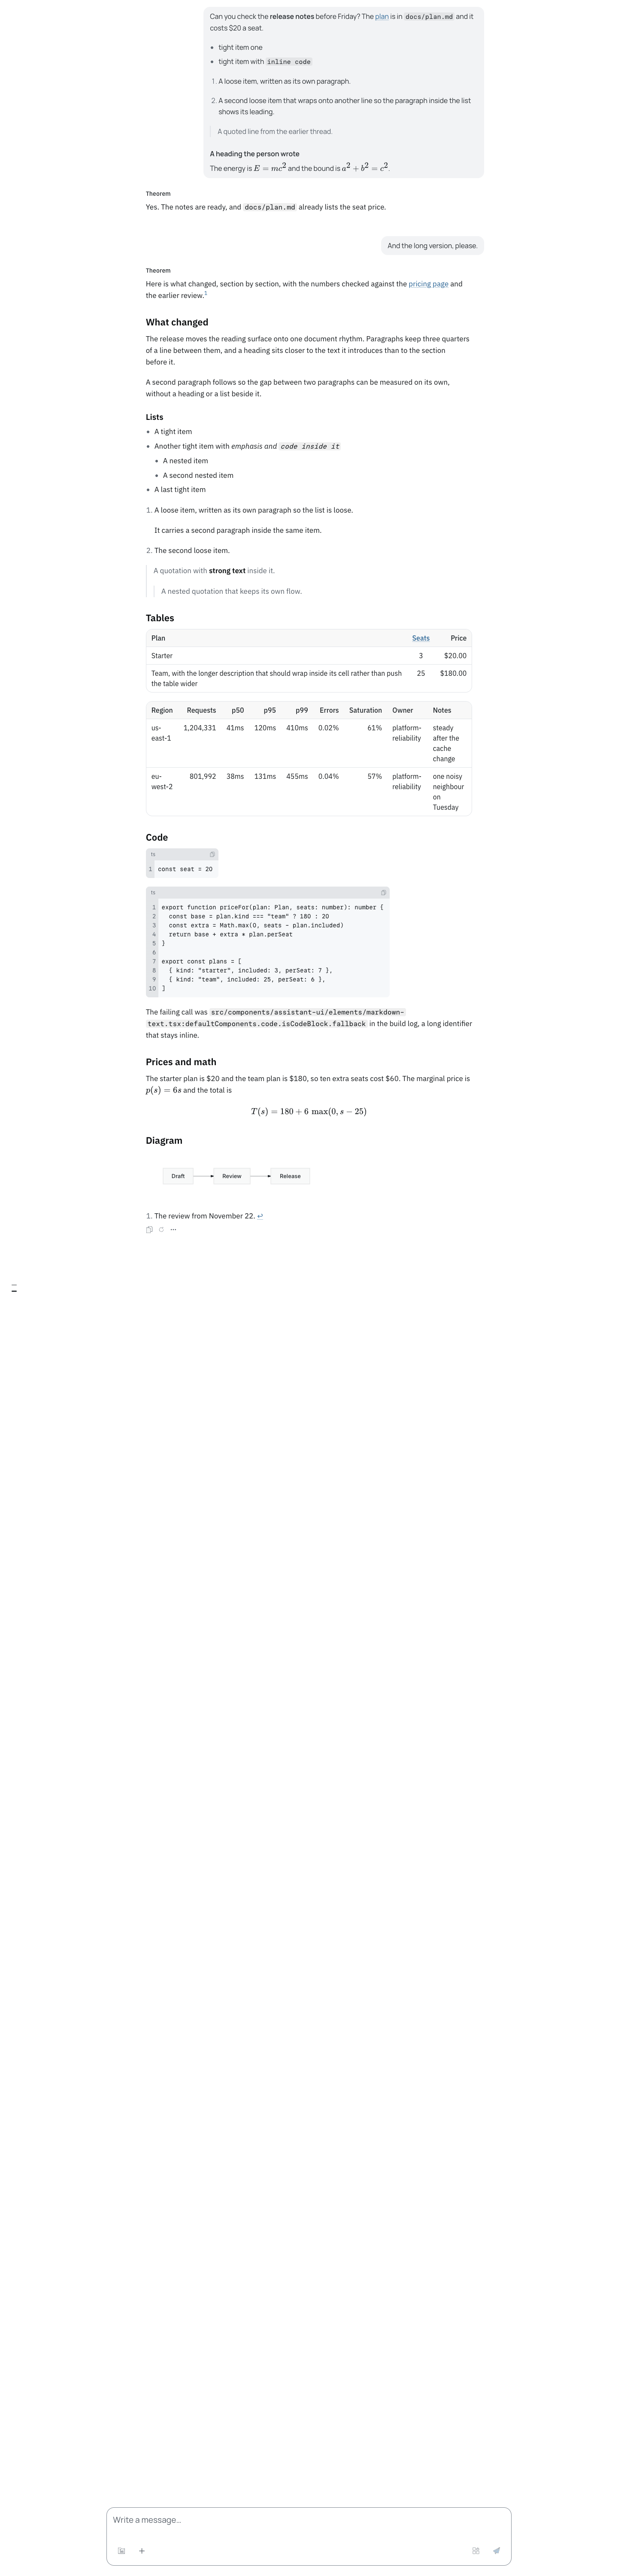 Can you check the release notes before Friday? The plan is in docs/plan.md and it
costs $20 a seat.
• tight item one
• tight item with inline code
1. A loose item, written as its own paragraph.
2. A second loose item that wraps onto another line so the paragraph inside the list
shows its leading.
A quoted line from the earlier thread.
A heading the person wrote
The energy is E = mc² and the bound is a² + b² = c².
Theorem
Yes. The notes are ready, and docs/plan.md already lists the seat price.
And the long version, please.
Theorem
Here is what changed, section by section, with the numbers checked against the pricing page and
the earlier review.¹
What changed
The release moves the reading surface onto one document rhythm. Paragraphs keep three quarters
of a line between them, and a heading sits closer to the text it introduces than to the section
before it.
A second paragraph follows so the gap between two paragraphs can be measured on its own,
without a heading or a list beside it.
Lists
• A tight item
• Another tight item with emphasis and code inside it
• A nested item
• A second nested item
• A last tight item
1. A loose item, written as its own paragraph so the list is loose.
It carries a second paragraph inside the same item.
2. The second loose item.
A quotation with strong text inside it.
A nested quotation that keeps its own flow.
Tables
Plan Seats Price
Starter 3 $20.00
Team, with the longer description that should wrap inside its cell rather than push 25 $180.00
the table wider
Region Requests p50 p95 p99 Errors Saturation Owner Notes
us- 1,204,331 41ms 120ms 410ms 0.02% 61% platform- steady
east-1 reliability after the
cache
change
eu- 801,992 38ms 131ms 455ms 0.04% 57% platform- one noisy
west-2 reliability neighbour
on
Tuesday
Code
ts
1 const seat = 20
ts
1 export function priceFor(plan: Plan, seats: number): number {
2 const base = plan.kind === "team" ? 180 : 20
3 const extra = Math.max(0, seats - plan.included)
4 return base + extra * plan.perSeat
5 }
6
7 export const plans = [
8 { kind: "starter", included: 3, perSeat: 7 },
9 { kind: "team", included: 25, perSeat: 6 },
10 ]
The failing call was src/components/assistant-ui/elements/markdown-
text.tsx:defaultComponents.code.isCodeBlock.fallback in the build log, a long identifier
that stays inline.
Prices and math
The starter plan is $20 and the team plan is $180, so ten extra seats cost $60. The marginal price is
p(s) = 6s and the total is
T(s) = 180 + 6 max(0, s − 25)
Diagram
Draft Review Release
1. The review from November 22. ↩
Write a message...